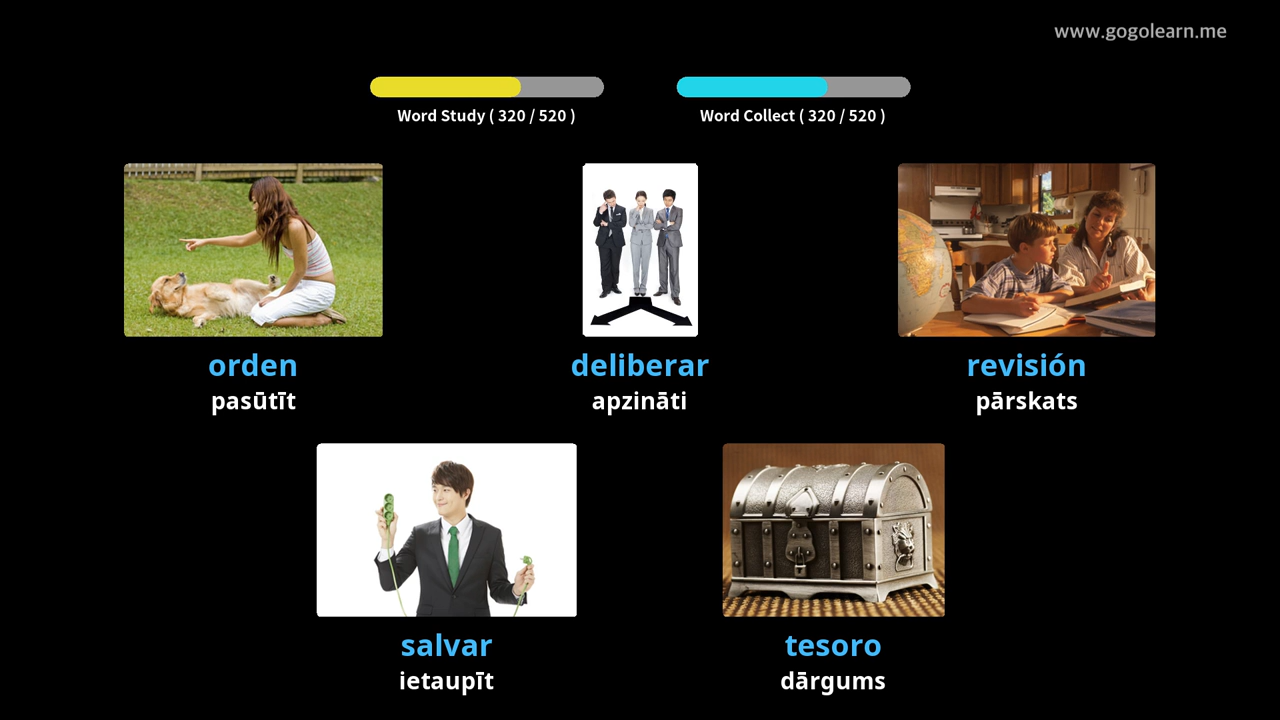 www.gogolearn.me
Word Study ( 320 / 520 )
Word Collect ( 320 / 520 )
orden
pasūtīt
deliberar
apzināti
revisión
pārskats
salvar
ietaupīt
tesoro
dārgums